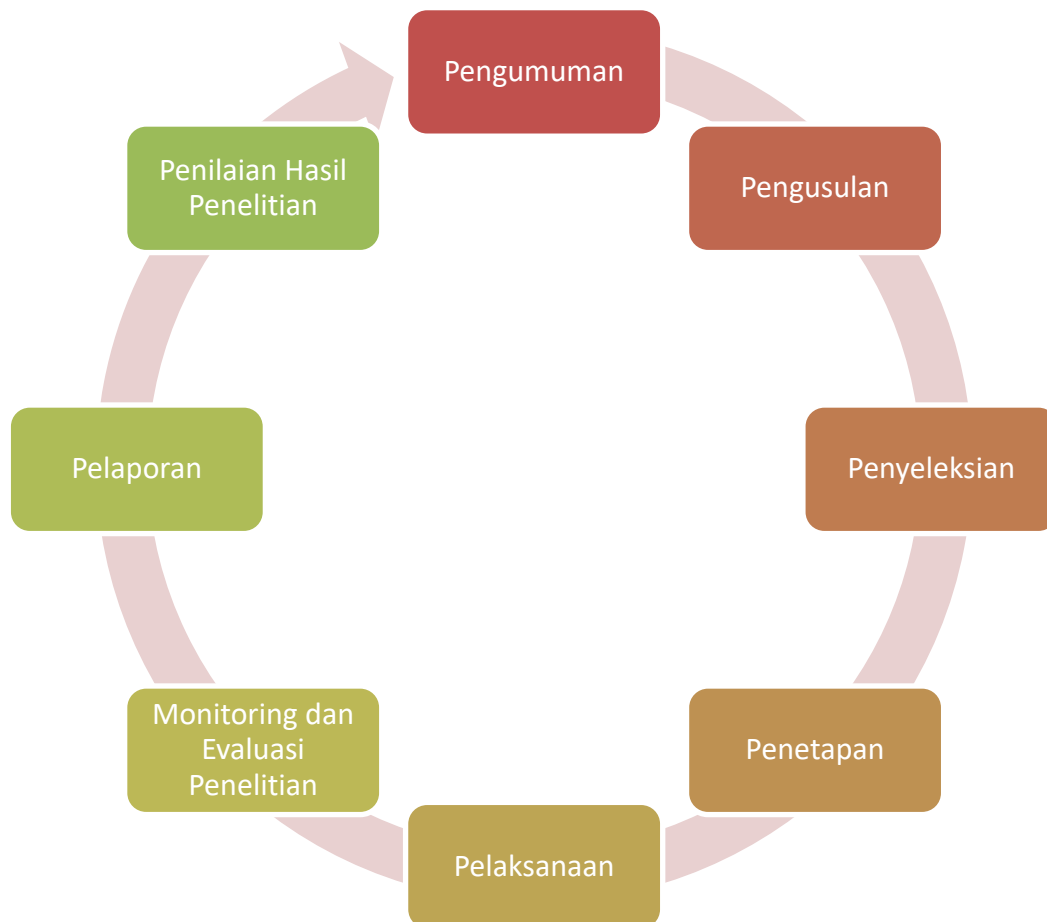 Pengumuman
Pengusulan
Penyeleksian
Penetapan
Pelaksanaan
Monitoring dan
Evaluasi
Penelitian
Pelaporan
Penilaian Hasil
Penelitian